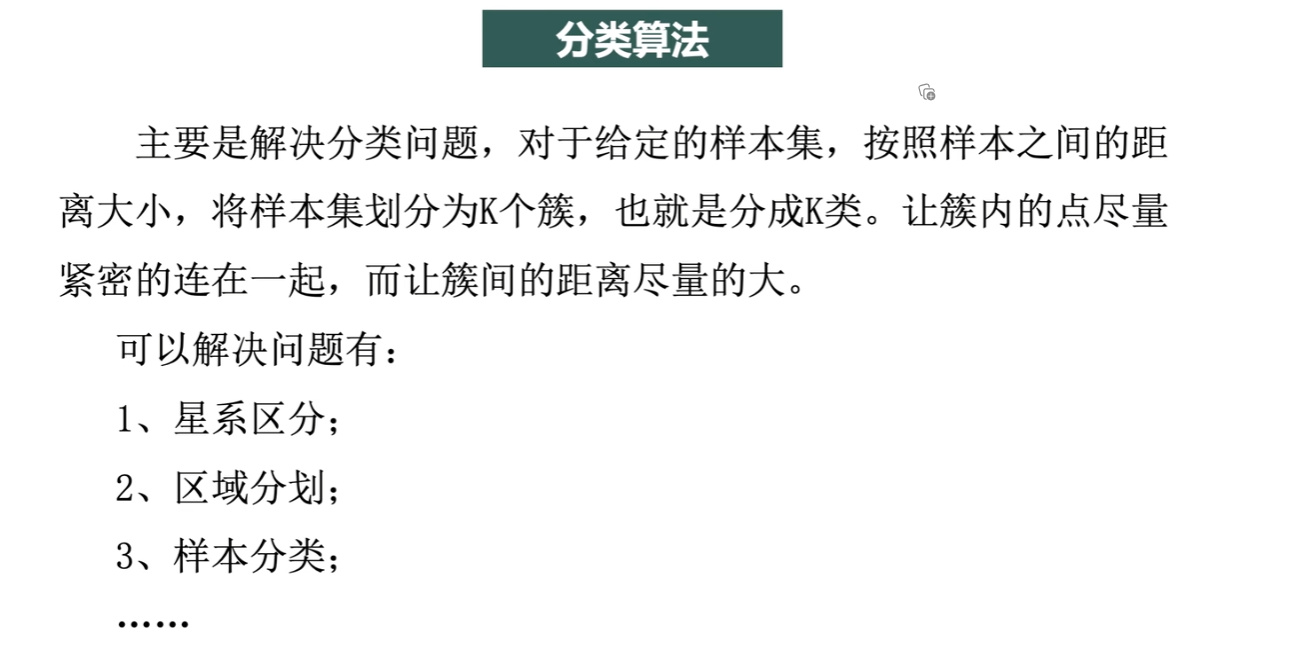 分类算法
主要是解决分类问题，对于给定的样本集，按照样本之间的距
离大小，将样本集划分为K个簇，也就是分成K类。让簇内的点尽量
紧密的连在一起，而让簇间的距离尽量的大。
可以解决问题有：
1、星系区分；
2、区域分划；
3、样本分类；
……